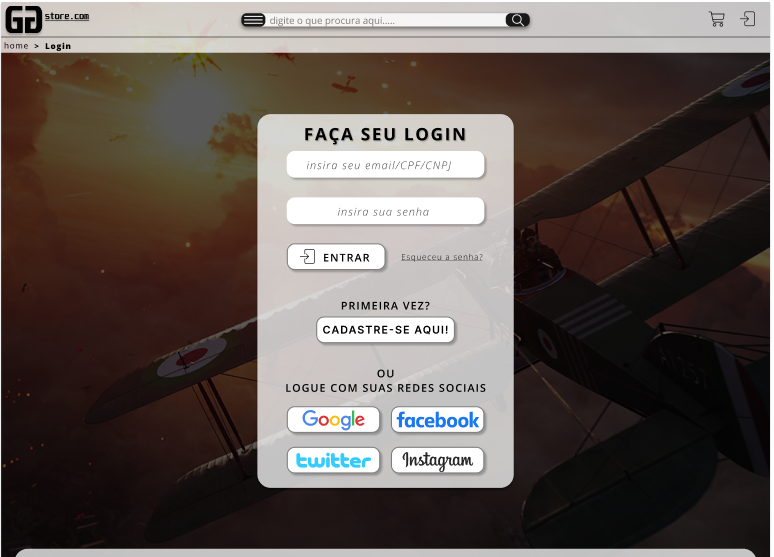 GG store.com
digite o que procura aqui.....
home > Login
FAÇA SEU LOGIN
insira seu email/CPF/CNPJ
insira sua senha
ENTRAR Esqueceu a senha?
PRIMEIRA VEZ?
CADASTRE-SE AQUI!!
OU
LOGUE COM SUAS REDES SOCIAIS
Google facebook
twitter Instagram